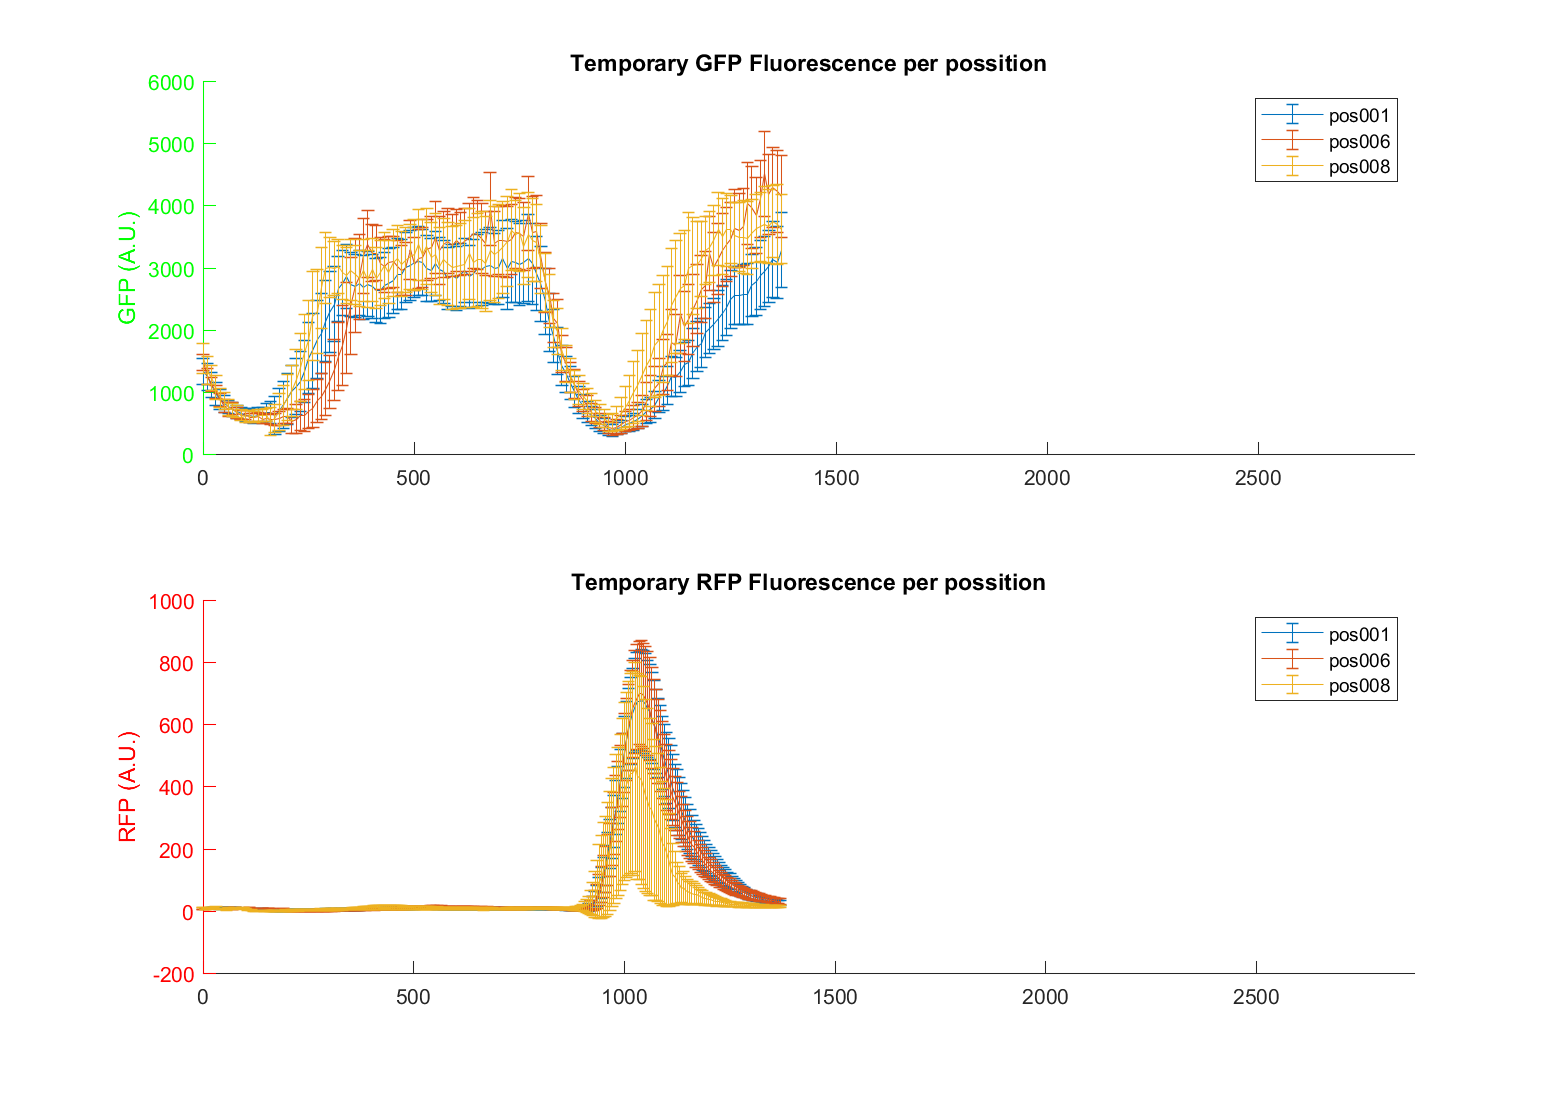 Temporary GFP Fluorescence per possition
6000
5000
4000
3000
2000
1000
0
GFP (A.U.)
0 500 1000 1500 2000 2500
pos001
pos006
pos008
Temporary RFP Fluorescence per possition
1000
800
600
400
200
0
-200
RFP (A.U.)
0 500 1000 1500 2000 2500
pos001
pos006
pos008